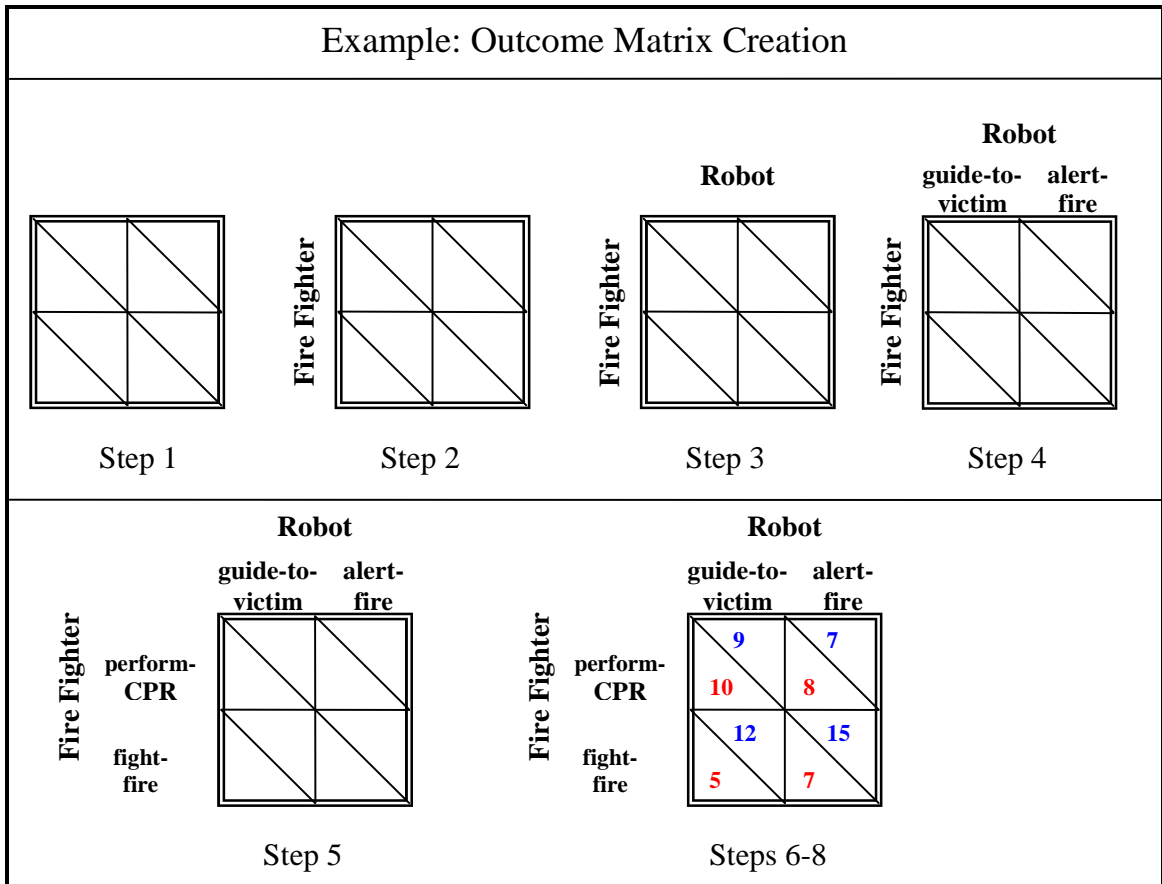 Example: Outcome Matrix Creation
Robot
Robot
guide-to- alert-
victim fire
Fire Fighter
Fire Fighter
Fire Fighter
Step 1
Step 2
Step 3
Step 4
Robot
guide-to- alert-
victim fire
Fire Fighter
perform-
CPR
fight-
fire
Step 5
Robot
guide-to- alert-
victim fire
Fire Fighter
perform-
CPR
9 7
10 8
fight-
fire
12 15
5 7
Steps 6-8